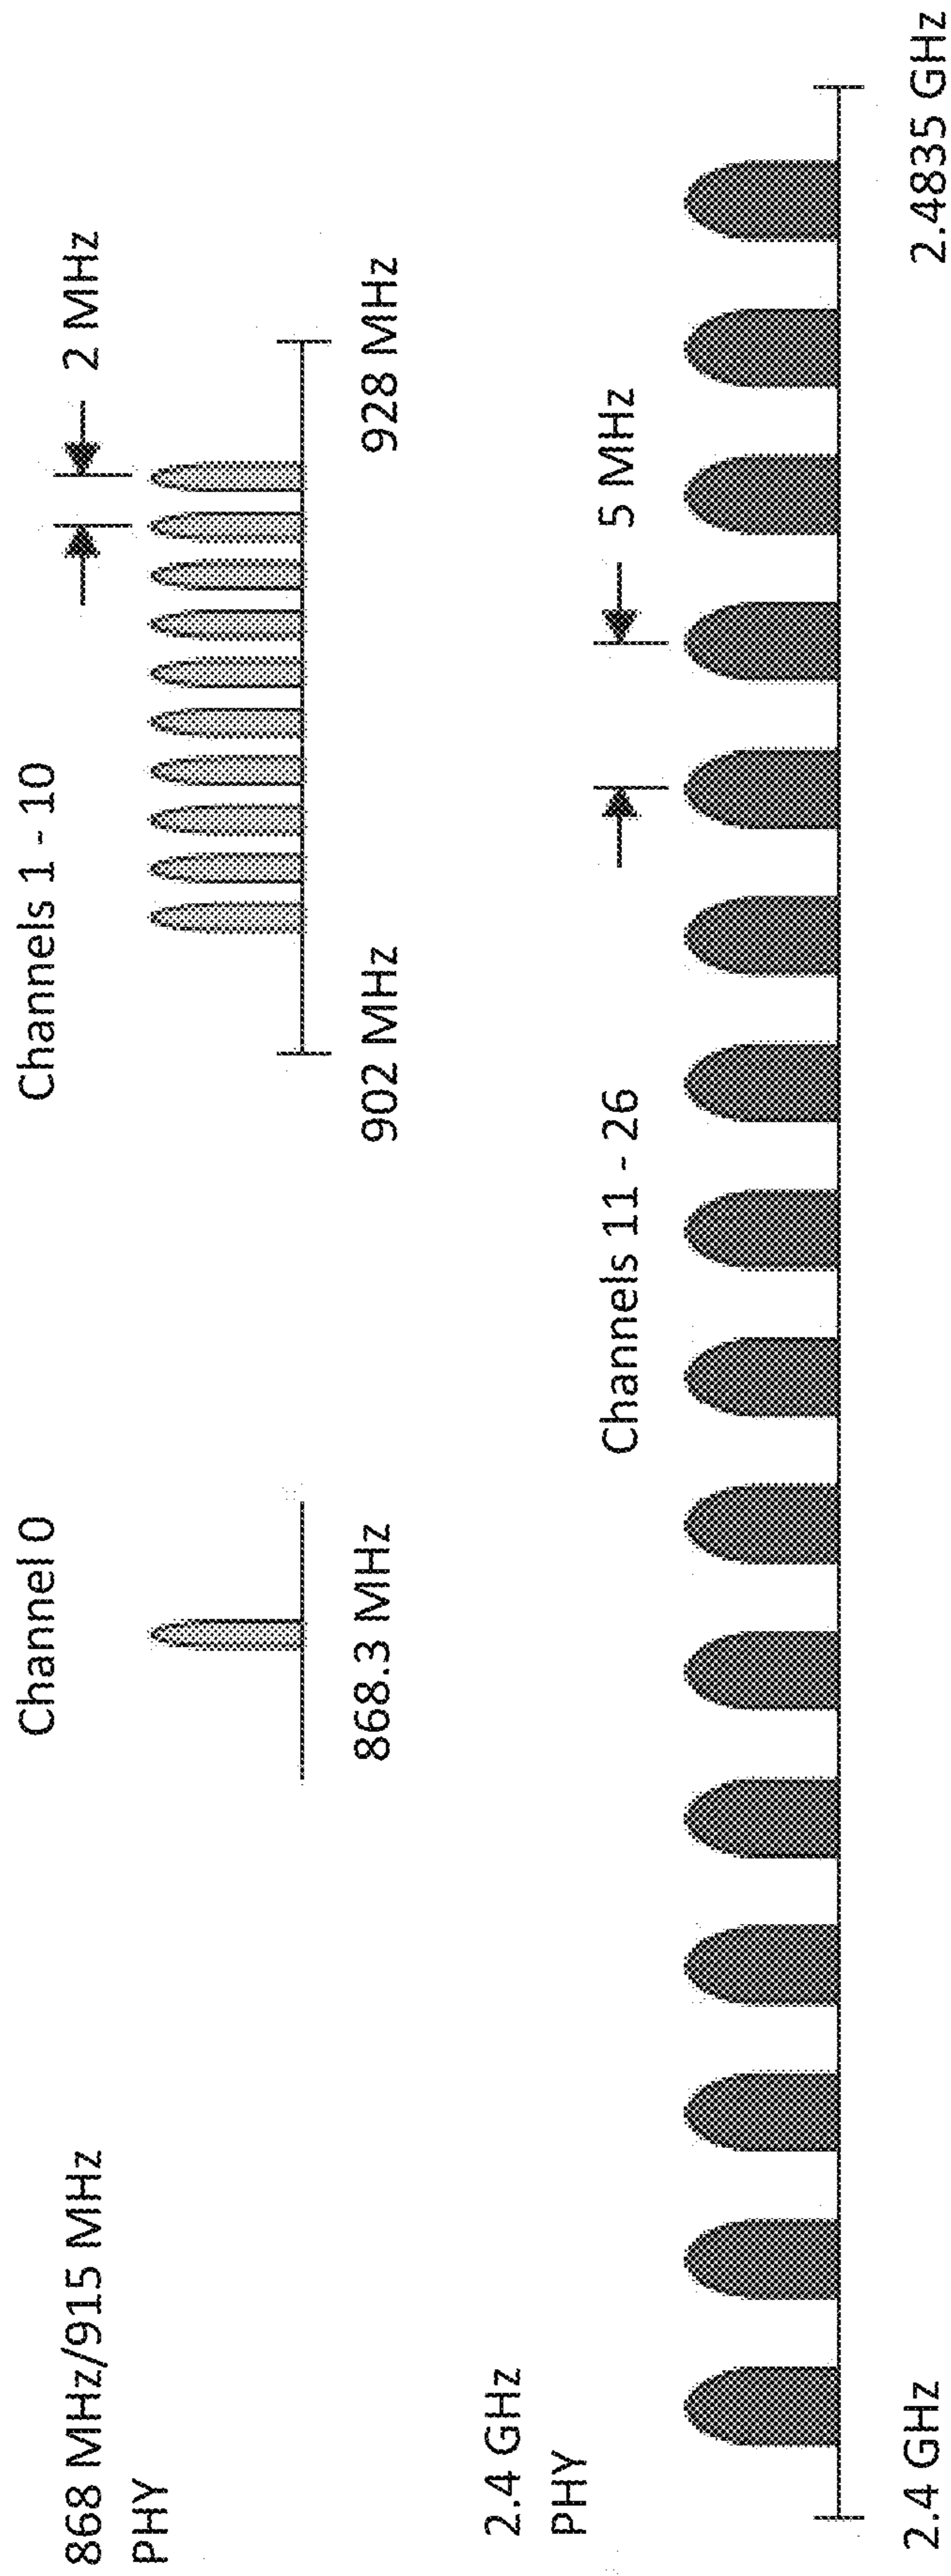 868 MHz/915 MHz
PHY
Channel 0
868.3 MHz
Channels 1 - 10
2 MHz
902 MHz
928 MHz
2.4 GHz
PHY
Channels 11 - 26
5 MHz
2.4 GHz
2.4835 GHz